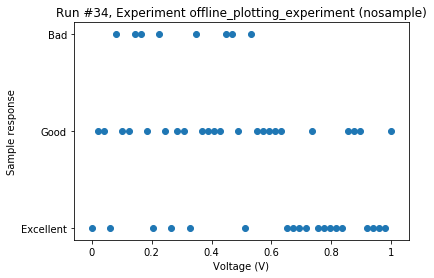 Run #34, Experiment offline_plotting_experiment (nosample)
Bad
Good
Excellent
Sample response
0 0.2 0.4 0.6 0.8 1
Voltage (V)